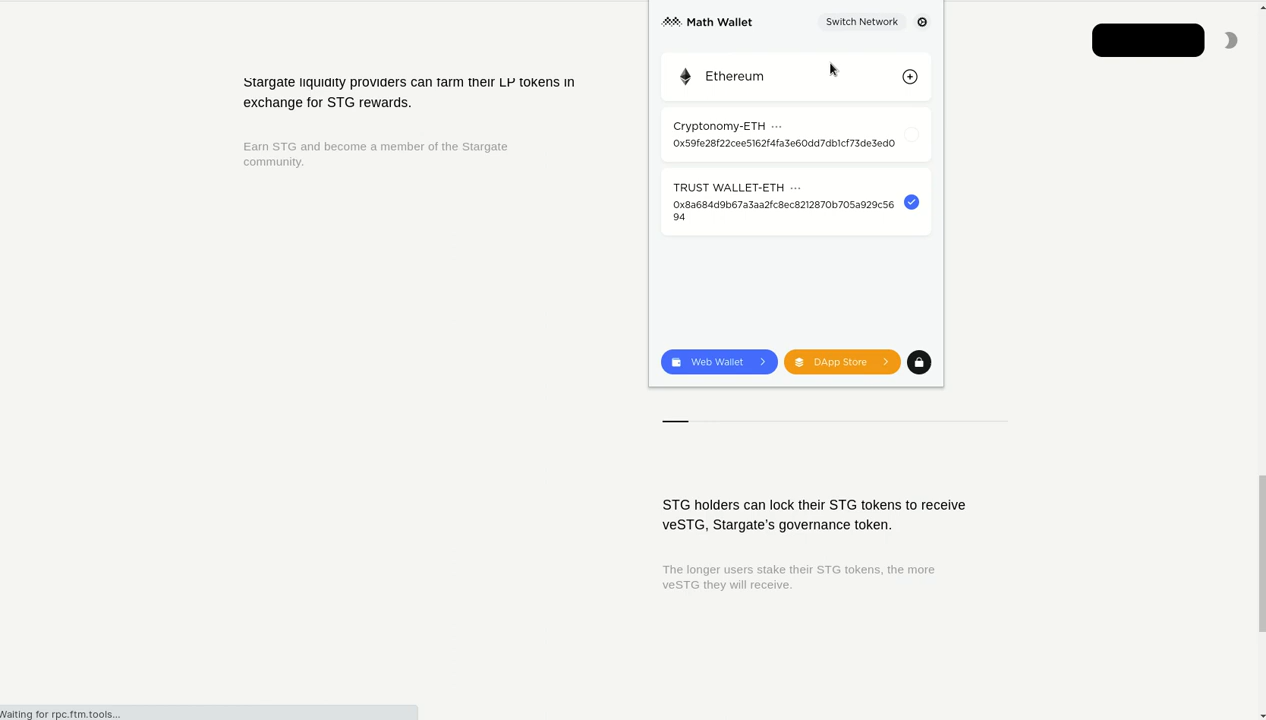 Math Wallet
Switch Network
Ethereum
Cryptonomy-ETH ···
0x59fe28f22cee5162f4fa3e60dd7db1cf73de3ed0
TRUST WALLET-ETH ···
0x8a684d9b67a3aa2fc8ec8212870b705a929c56
94
Web Wallet
DApp Store
Stargate liquidity providers can farm their LP tokens in
exchange for STG rewards.
Earn STG and become a member of the Stargate
community.
STG holders can lock their STG tokens to receive
veSTG, Stargate’s governance token.
The longer users stake their STG tokens, the more
veSTG they will receive.
Waiting for rpc.ftm.tools...